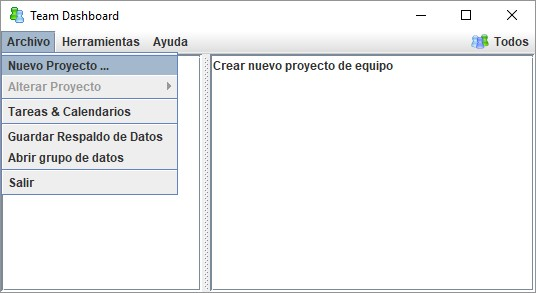 Team Dashboard
Archivo Herramientas Ayuda Todos
Nuevo Proyecto ...
Crear nuevo proyecto de equipo
Alterar Proyecto
Tareas & Calendarios
Guardar Respaldo de Datos
Abrir grupo de datos
Salir